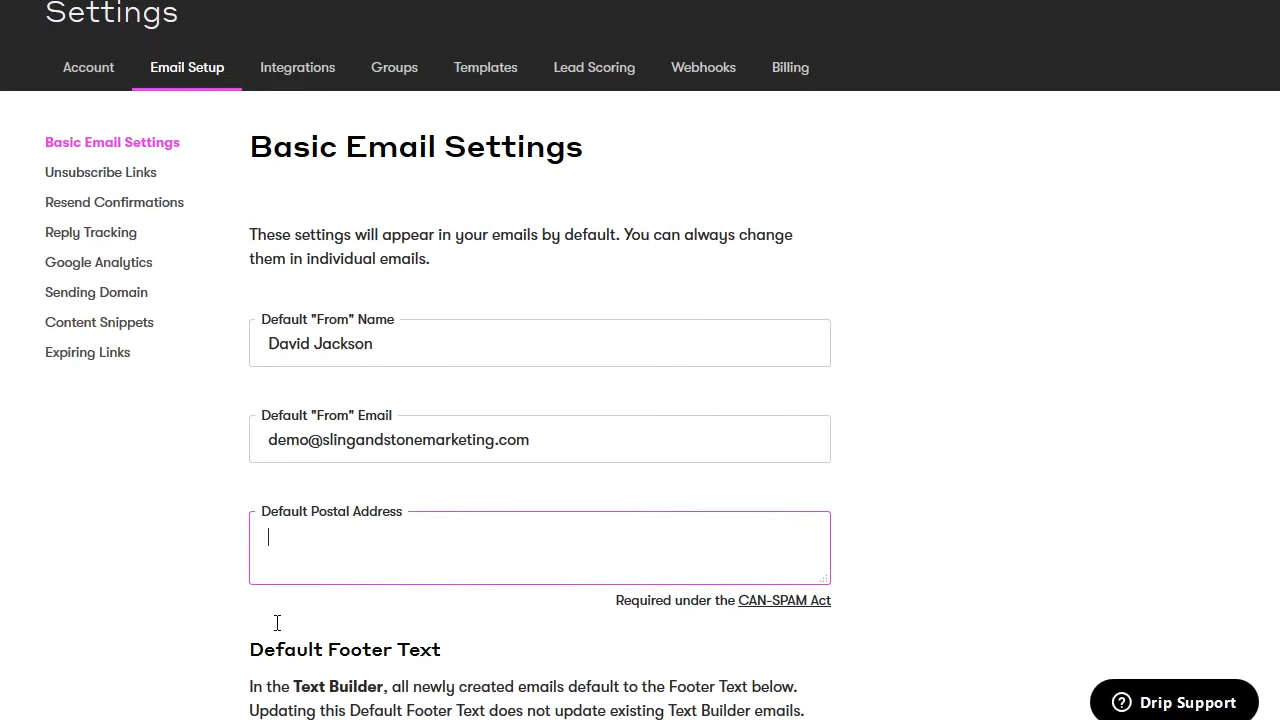 Settings
Account Email Setup Integrations Groups Templates Lead Scoring Webhooks Billing
Basic Email Settings
Unsubscribe Links
Resend Confirmations
Reply Tracking
Google Analytics
Sending Domain
Content Snippets
Expiring Links
Basic Email Settings
These settings will appear in your emails by default. You can always change
them in individual emails.
Default "From" Name
David Jackson
Default "From" Email
demo@slingandstonemarketing.com
Default Postal Address
Required under the CAN-SPAM Act
Default Footer Text
In the Text Builder, all newly created emails default to the Footer Text below.
Updating this Default Footer Text does not update existing Text Builder emails.
? Drip Support